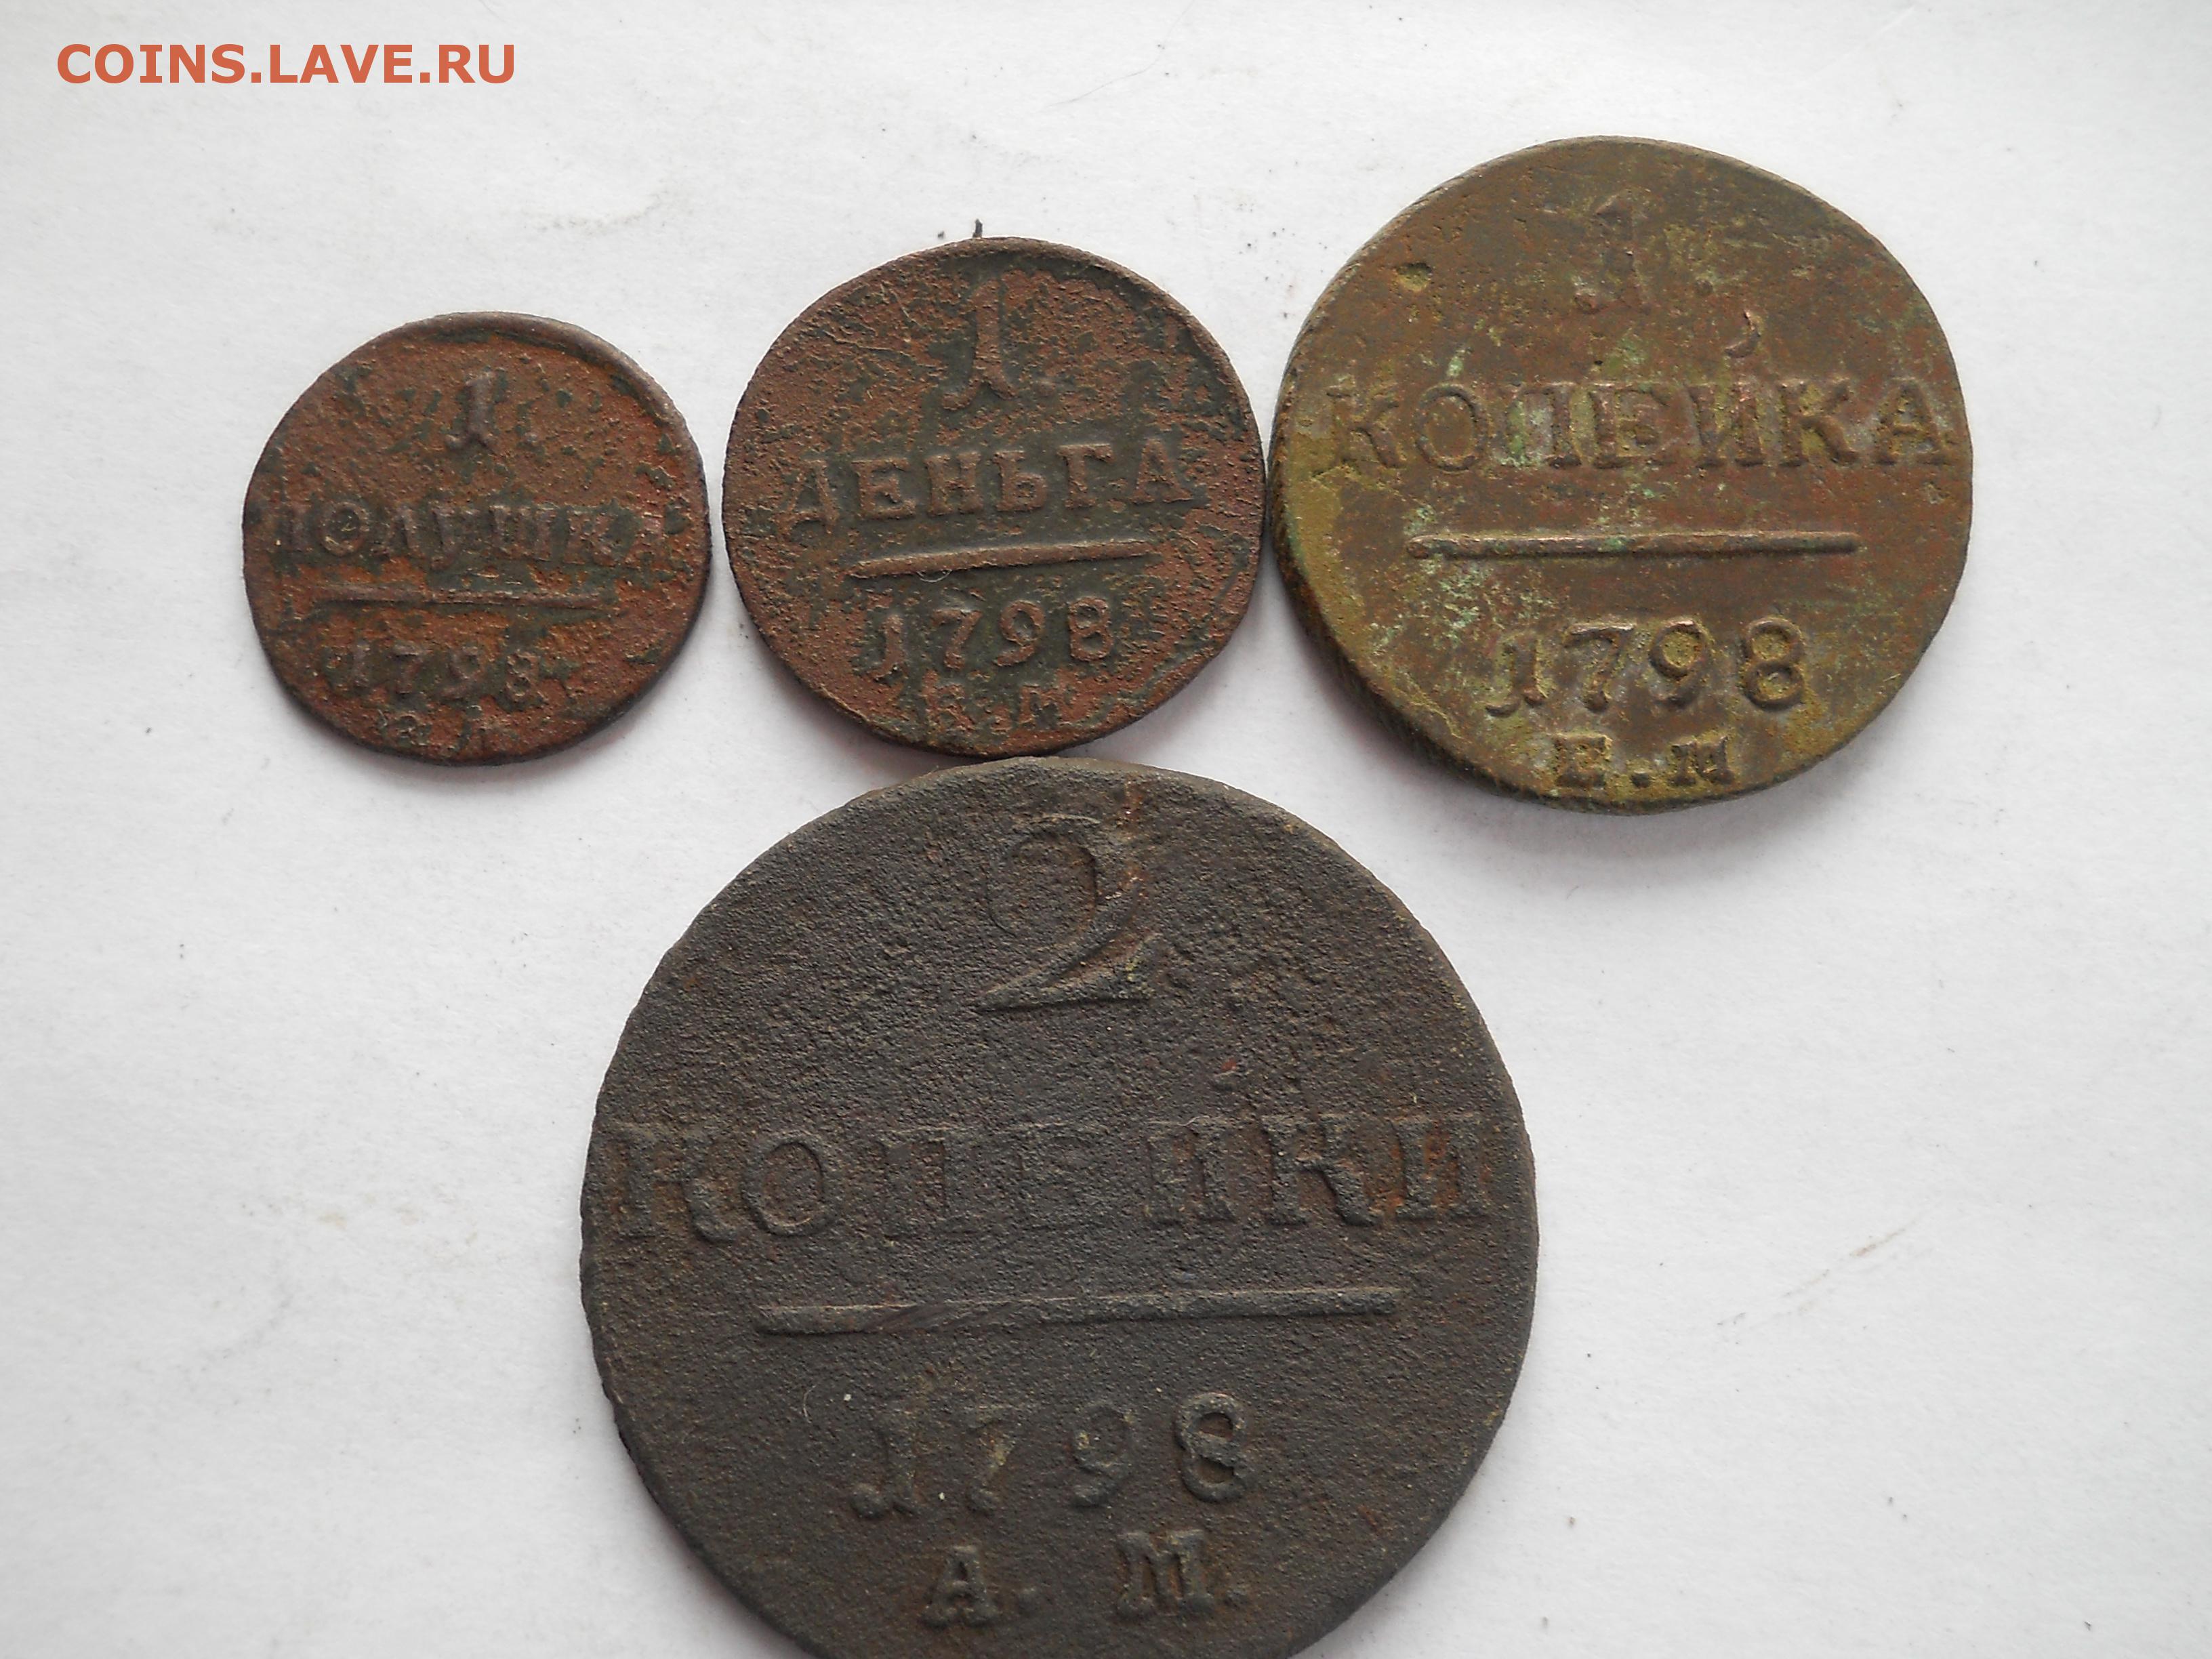 COINS.LAVE.RU
1.
ПОЛУШКА
1798
1.
ДЕНЬГА
1798
К.М
1.
КОПЕЙКА
1798
Е.М
2
КОПЕЙКИ
1798
А. М.